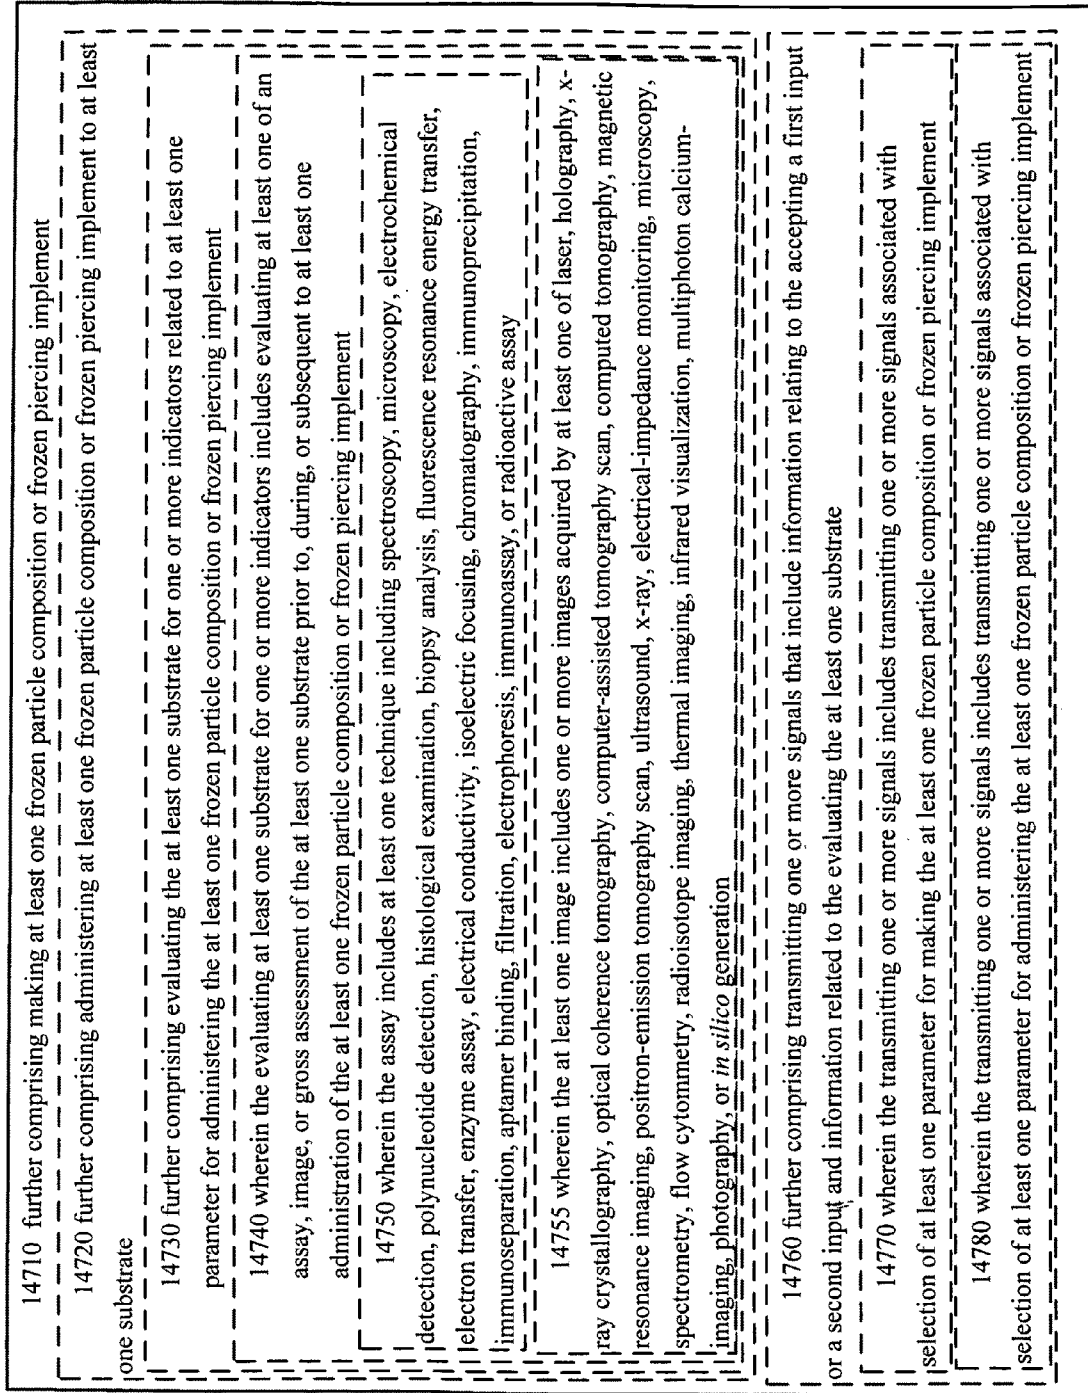 14710 further comprising making at least one frozen particle composition or frozen piercing implement
14720 further comprising administering at least one frozen particle composition or frozen piercing implement to at least
one substrate
14730 further comprising evaluating the at least one substrate for one or more indicators related to at least one
parameter for administering the at least one frozen particle composition or frozen piercing implement
14740 wherein the evaluating at least one substrate for one or more indicators includes evaluating at least one of an
assay, image, or gross assessment of the at least one substrate prior to, during, or subsequent to at least one
administration of the at least one frozen particle composition or frozen piercing implement
14750 wherein the assay includes at least one technique including spectroscopy, microscopy, electrochemical
detection, polynucleotide detection, histological examination, biopsy analysis, fluorescence resonance energy transfer,
electron transfer, enzyme assay, electrical conductivity, isoelectric focusing, chromatography, immunoprecipitation,
immunoseparation, aptamer binding, filtration, electrophoresis, immunoassay, or radioactive assay
14755 wherein the at least one image includes one or more images acquired by at least one of laser, holography, x-
ray crystallography, optical coherence tomography, computer-assisted tomography scan, computed tomography, magnetic
resonance imaging, positron-emission tomography scan, ultrasound, x-ray, electrical-impedance monitoring, microscopy,
spectrometry, flow cytommetry, radioisotope imaging, thermal imaging, infrared visualization, multiphoton calcium-
imaging, photography, or in silico generation
14760 further comprising transmitting one or more signals that include information relating to the accepting a first input
or a second input and information related to the evaluating the at least one substrate
14770 wherein the transmitting one or more signals includes transmitting one or more signals associated with
selection of at least one parameter for making the at least one frozen particle composition or frozen piercing implement
14780 wherein the transmitting one or more signals includes transmitting one or more signals associated with
selection of at least one parameter for administering the at least one frozen particle composition or frozen piercing implement